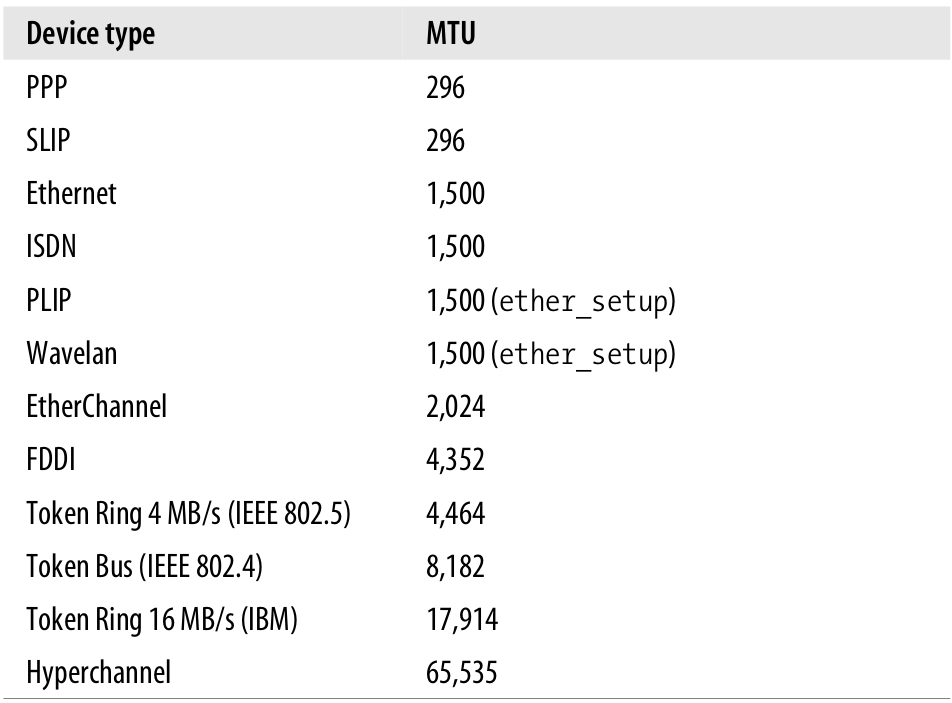 Device type MTU
PPP 296
SLIP 296
Ethernet 1,500
ISDN 1,500
PLIP 1,500 (ether_setup)
Wavelan 1,500 (ether_setup)
EtherChannel 2,024
FDDI 4,352
Token Ring 4 MB/s (IEEE 802.5) 4,464
Token Bus (IEEE 802.4) 8,182
Token Ring 16 MB/s (IBM) 17,914
Hyperchannel 65,535